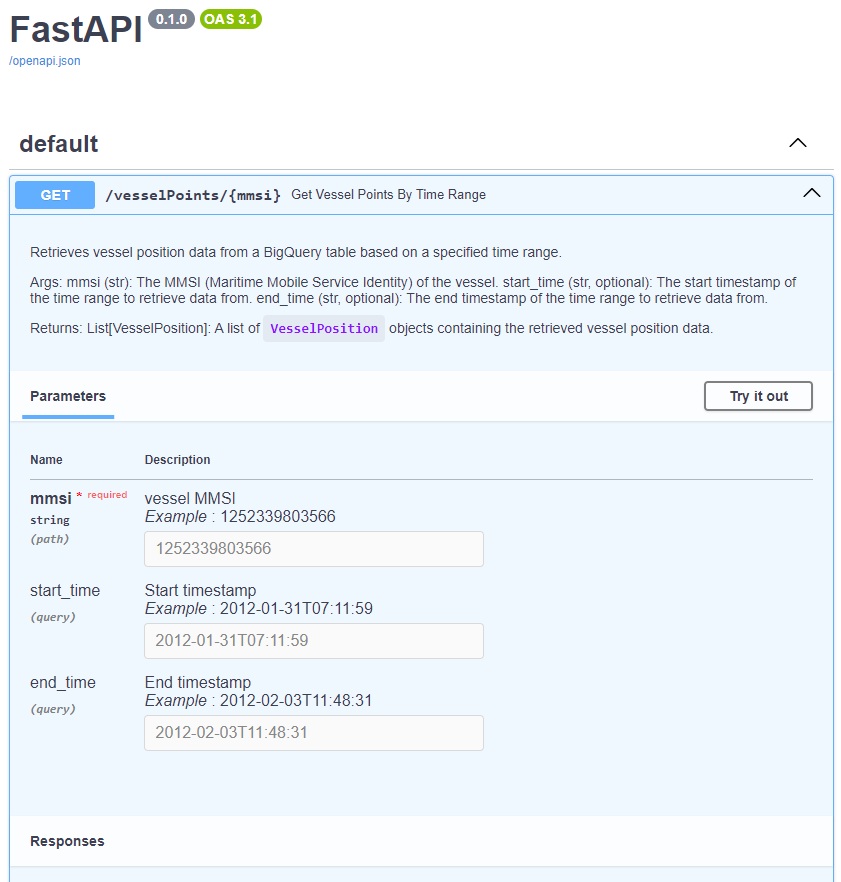 FastAPI 0.1.0 OAS 3.1
/openapi.json
default
GET /vesselPoints/{mmsi} Get Vessel Points By Time Range
Retrieves vessel position data from a BigQuery table based on a specified time range.
Args: mmsi (str): The MMSI (Maritime Mobile Service Identity) of the vessel. start_time (str, optional): The start timestamp of
the time range to retrieve data from. end_time (str, optional): The end timestamp of the time range to retrieve data from.
Returns: List[VesselPosition]: A list of VesselPosition objects containing the retrieved vessel position data.
Parameters Try it out
Name Description
mmsi * required vessel MMSI
string Example : 1252339803566
(path) 1252339803566
start_time Start timestamp
Example : 2012-01-31T07:11:59
(query)
2012-01-31T07:11:59
end_time End timestamp
Example : 2012-02-03T11:48:31
(query)
2012-02-03T11:48:31
Responses